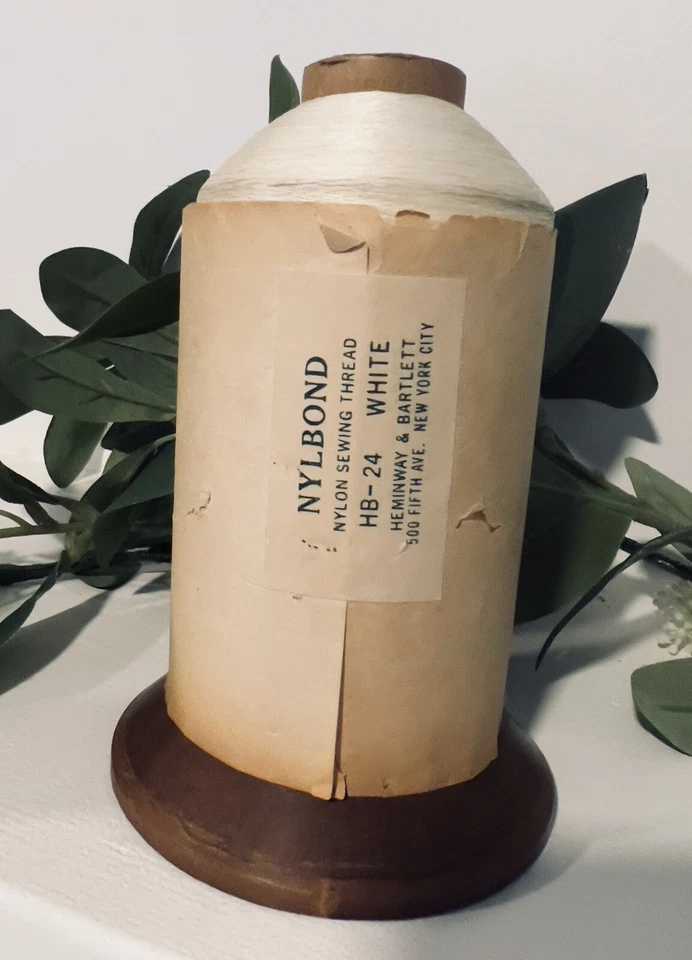 NYLBOND
NYLON SEWING THREAD
HB-24 WHITE
HEMINWAY & BARTLETT
500 FIFTH AVE. NEW YORK CITY